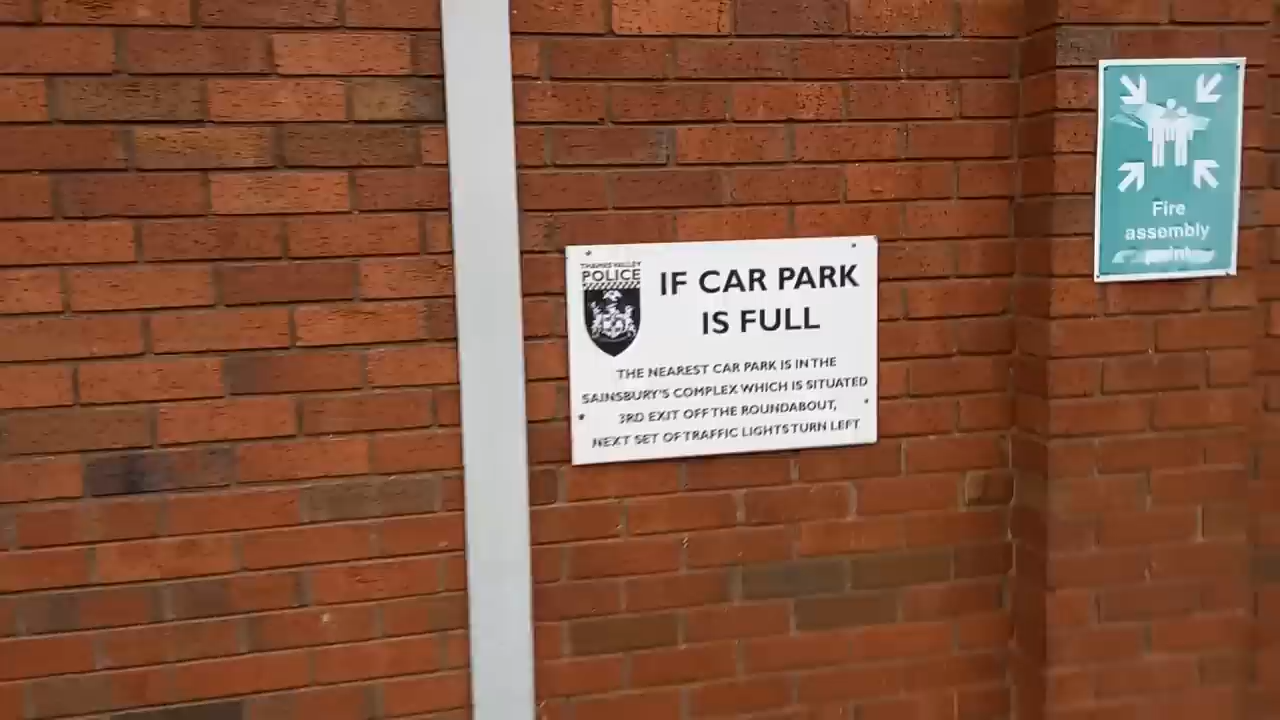 THAMES VALLEY
POLICE
IF CAR PARK
IS FULL
THE NEAREST CAR PARK IS IN THE
SAINSBURY'S COMPLEX WHICH IS SITUATED
3RD EXIT OFF THE ROUNDABOUT,
NEXT SET OF TRAFFIC LIGHTS TURN LEFT
Fire
assembly
point